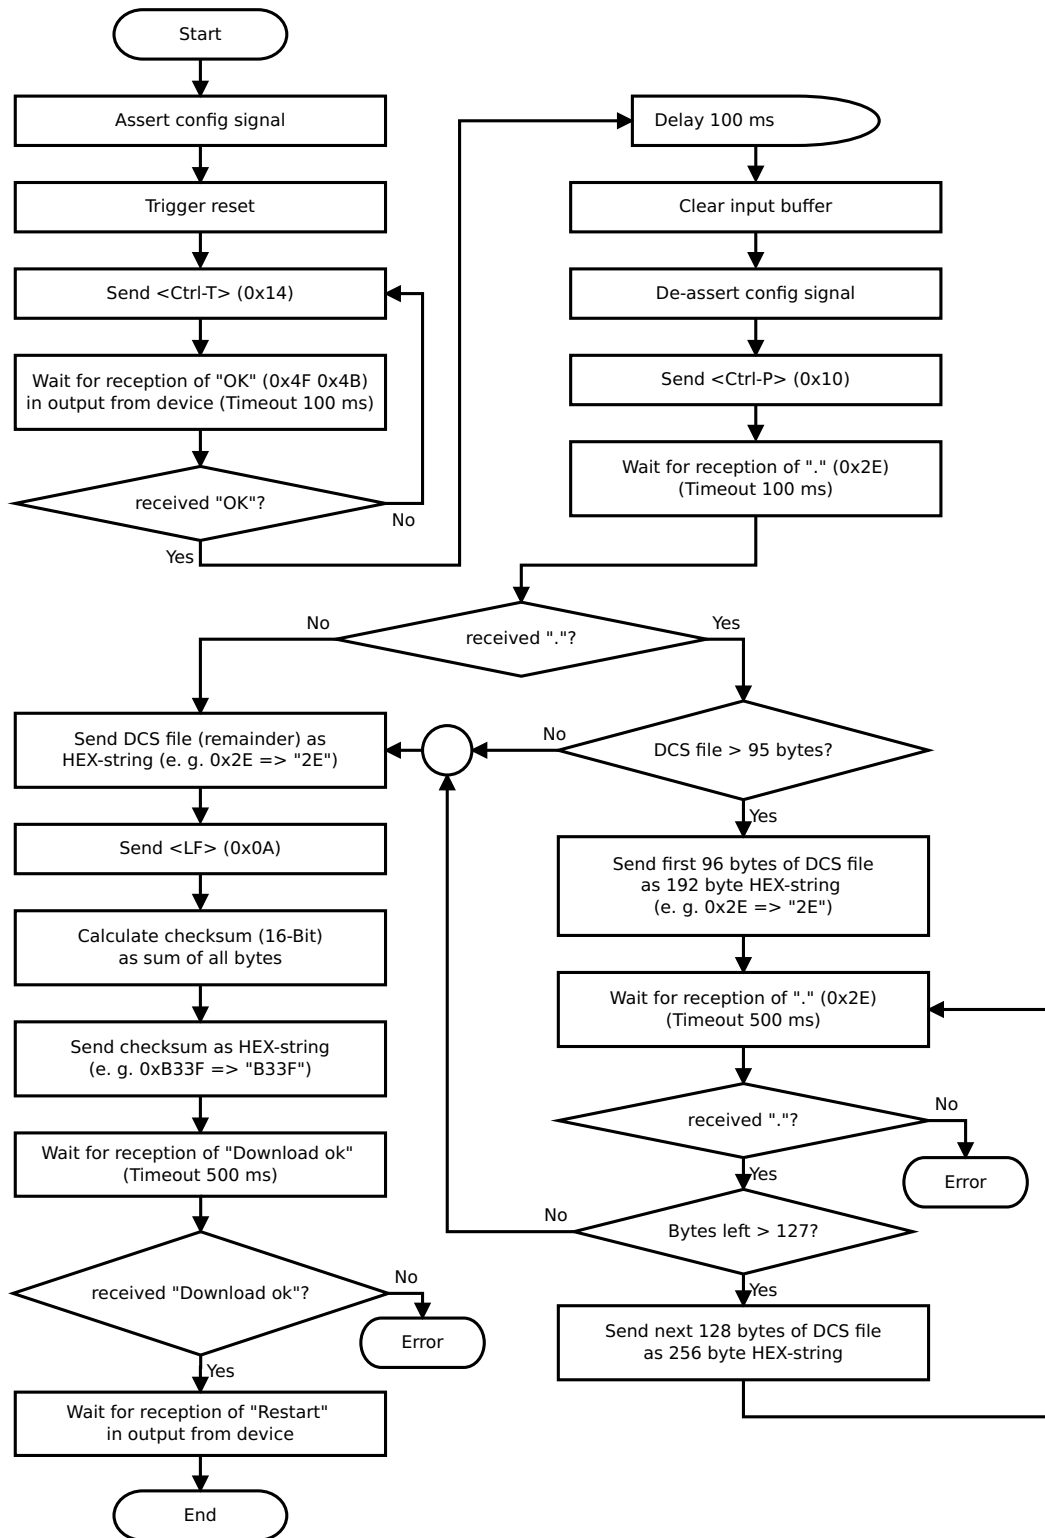 Start
Assert config signal
Trigger reset
Send <Ctrl-T> (0x14)
Wait for reception of "OK" (0x4F 0x4B)
in output from device (Timeout 100 ms)
received "OK"?
No
Yes
Delay 100 ms
Clear input buffer
De-assert config signal
Send <Ctrl-P> (0x10)
Wait for reception of "." (0x2E)
(Timeout 100 ms)
received "."?
No
Yes
DCS file > 95 bytes?
No
Yes
Send first 96 bytes of DCS file
as 192 byte HEX-string
(e. g. 0x2E => "2E")
Wait for reception of "." (0x2E)
(Timeout 500 ms)
received "."?
No
Error
Yes
Bytes left > 127?
No
Yes
Send next 128 bytes of DCS file
as 256 byte HEX-string
Send DCS file (remainder) as
HEX-string (e. g. 0x2E => "2E")
Send <LF> (0x0A)
Calculate checksum (16-Bit)
as sum of all bytes
Send checksum as HEX-string
(e. g. 0xB33F => "B33F")
Wait for reception of "Download ok"
(Timeout 500 ms)
received "Download ok"?
No
Error
Yes
Wait for reception of "Restart"
in output from device
End